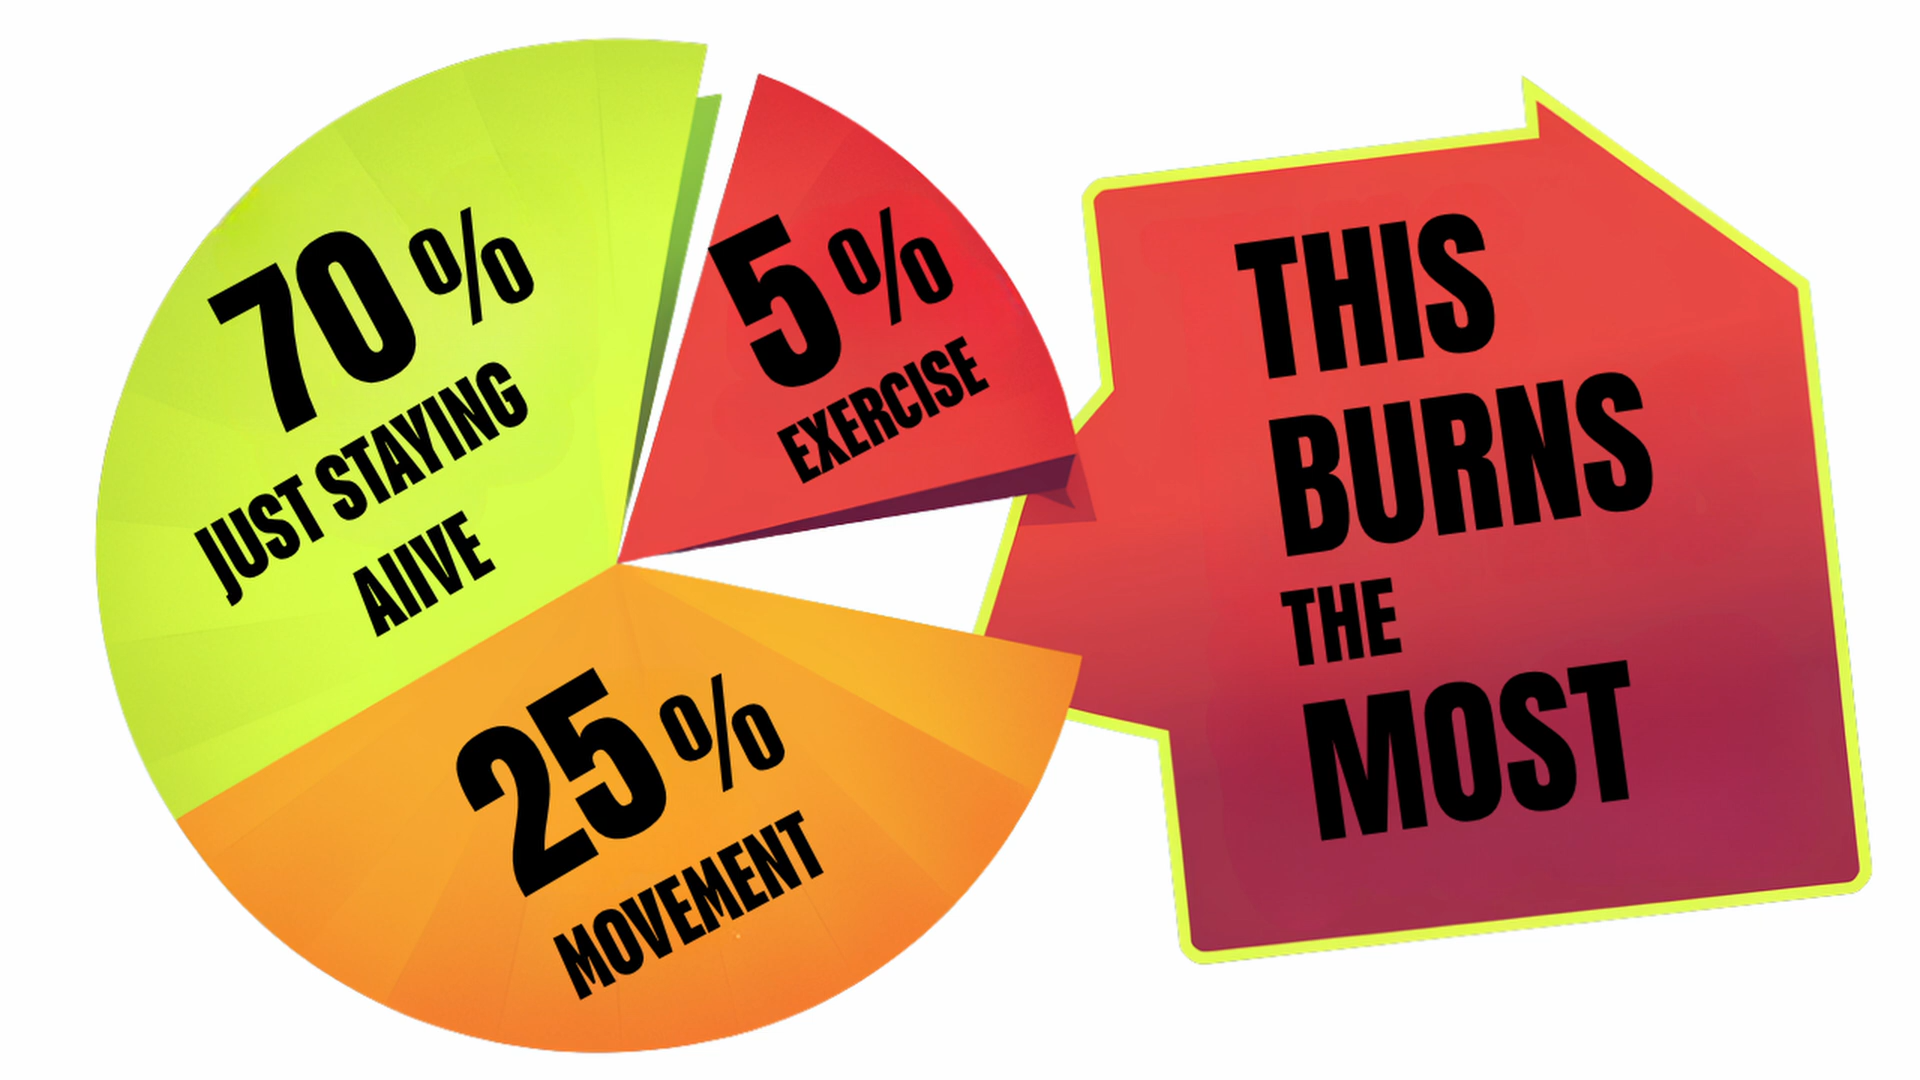 70%
JUST STAYING
AIIVE
5%
EXERCISE
25%
MOVEMENT
THIS
BURNS
THE
MOST